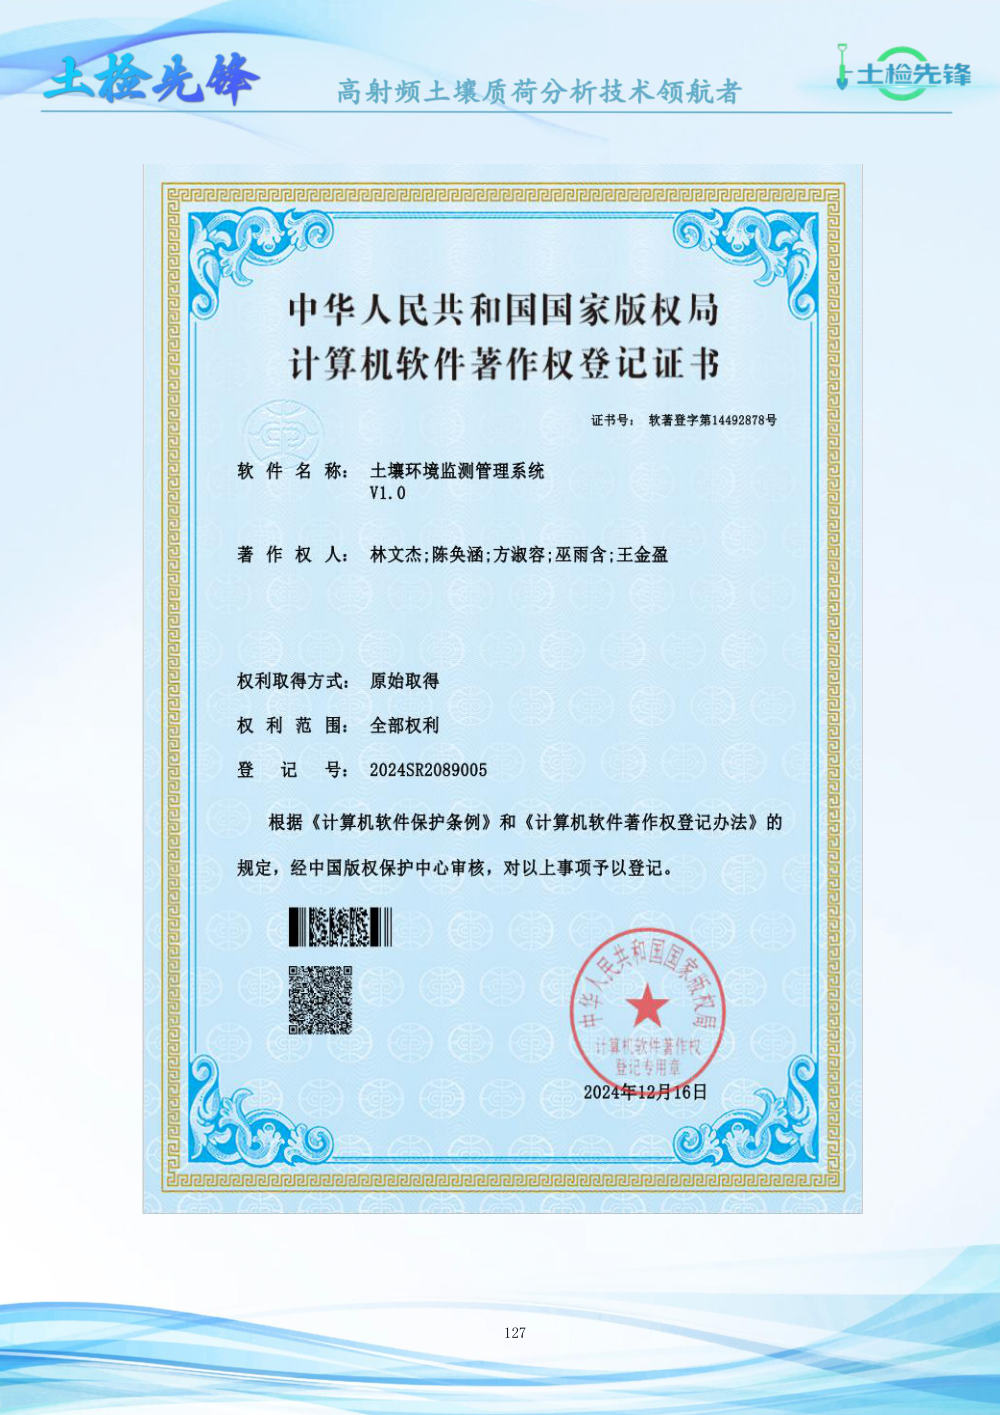 土检先锋
高射频土壤质荷分析技术领航者
土检先锋
中华人民共和国国家版权局
计算机软件著作权登记证书
证书号： 软著登字第14492878号
软件名称： 土壤环境监测管理系统
V1.0
著作权人： 林文杰;陈奂涵;方淑容;巫雨含;王金盈
权利取得方式： 原始取得
权利范围： 全部权利
登记号： 2024SR2089005
根据《计算机软件保护条例》和《计算机软件著作权登记办法》的
规定，经中国版权保护中心审核，对以上事项予以登记。
中华人民共和国国家版权局
计算机软件著作权
登记专用章
2024年12月16日
127